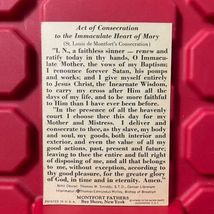 Act of Consecration
to the Immaculate Heart of Mary
(St. Louis de Montfort's Consecration)
"I, N., a faithless sinner — renew and
ratify today in thy hands, O Immacu-
late Mother, the vows of my Baptism;
I renounce forever Satan, his pomps
and works; and I give myself entirely
to Jesus Christ, the Incarnate Wisdom,
to carry my cross after Him all the
days of my life, and to be more faithful
to Him than I have ever been before.
"In the presence of all the heavenly
court I choose thee this day for my
Mother and Mistress. I deliver and
consecrate to thee, as thy slave, my body
and soul, my goods, both interior and
exterior, and even the value of all my
good actions, past, present and future;
leaving to thee the entire and full right
of disposing of me, and all that belongs
to me, without exception, according to
thy good pleasure, for the greater glory
of God, in time and in eternity. Amen."
MONTFORT FATHERS
Bay Shore, New York